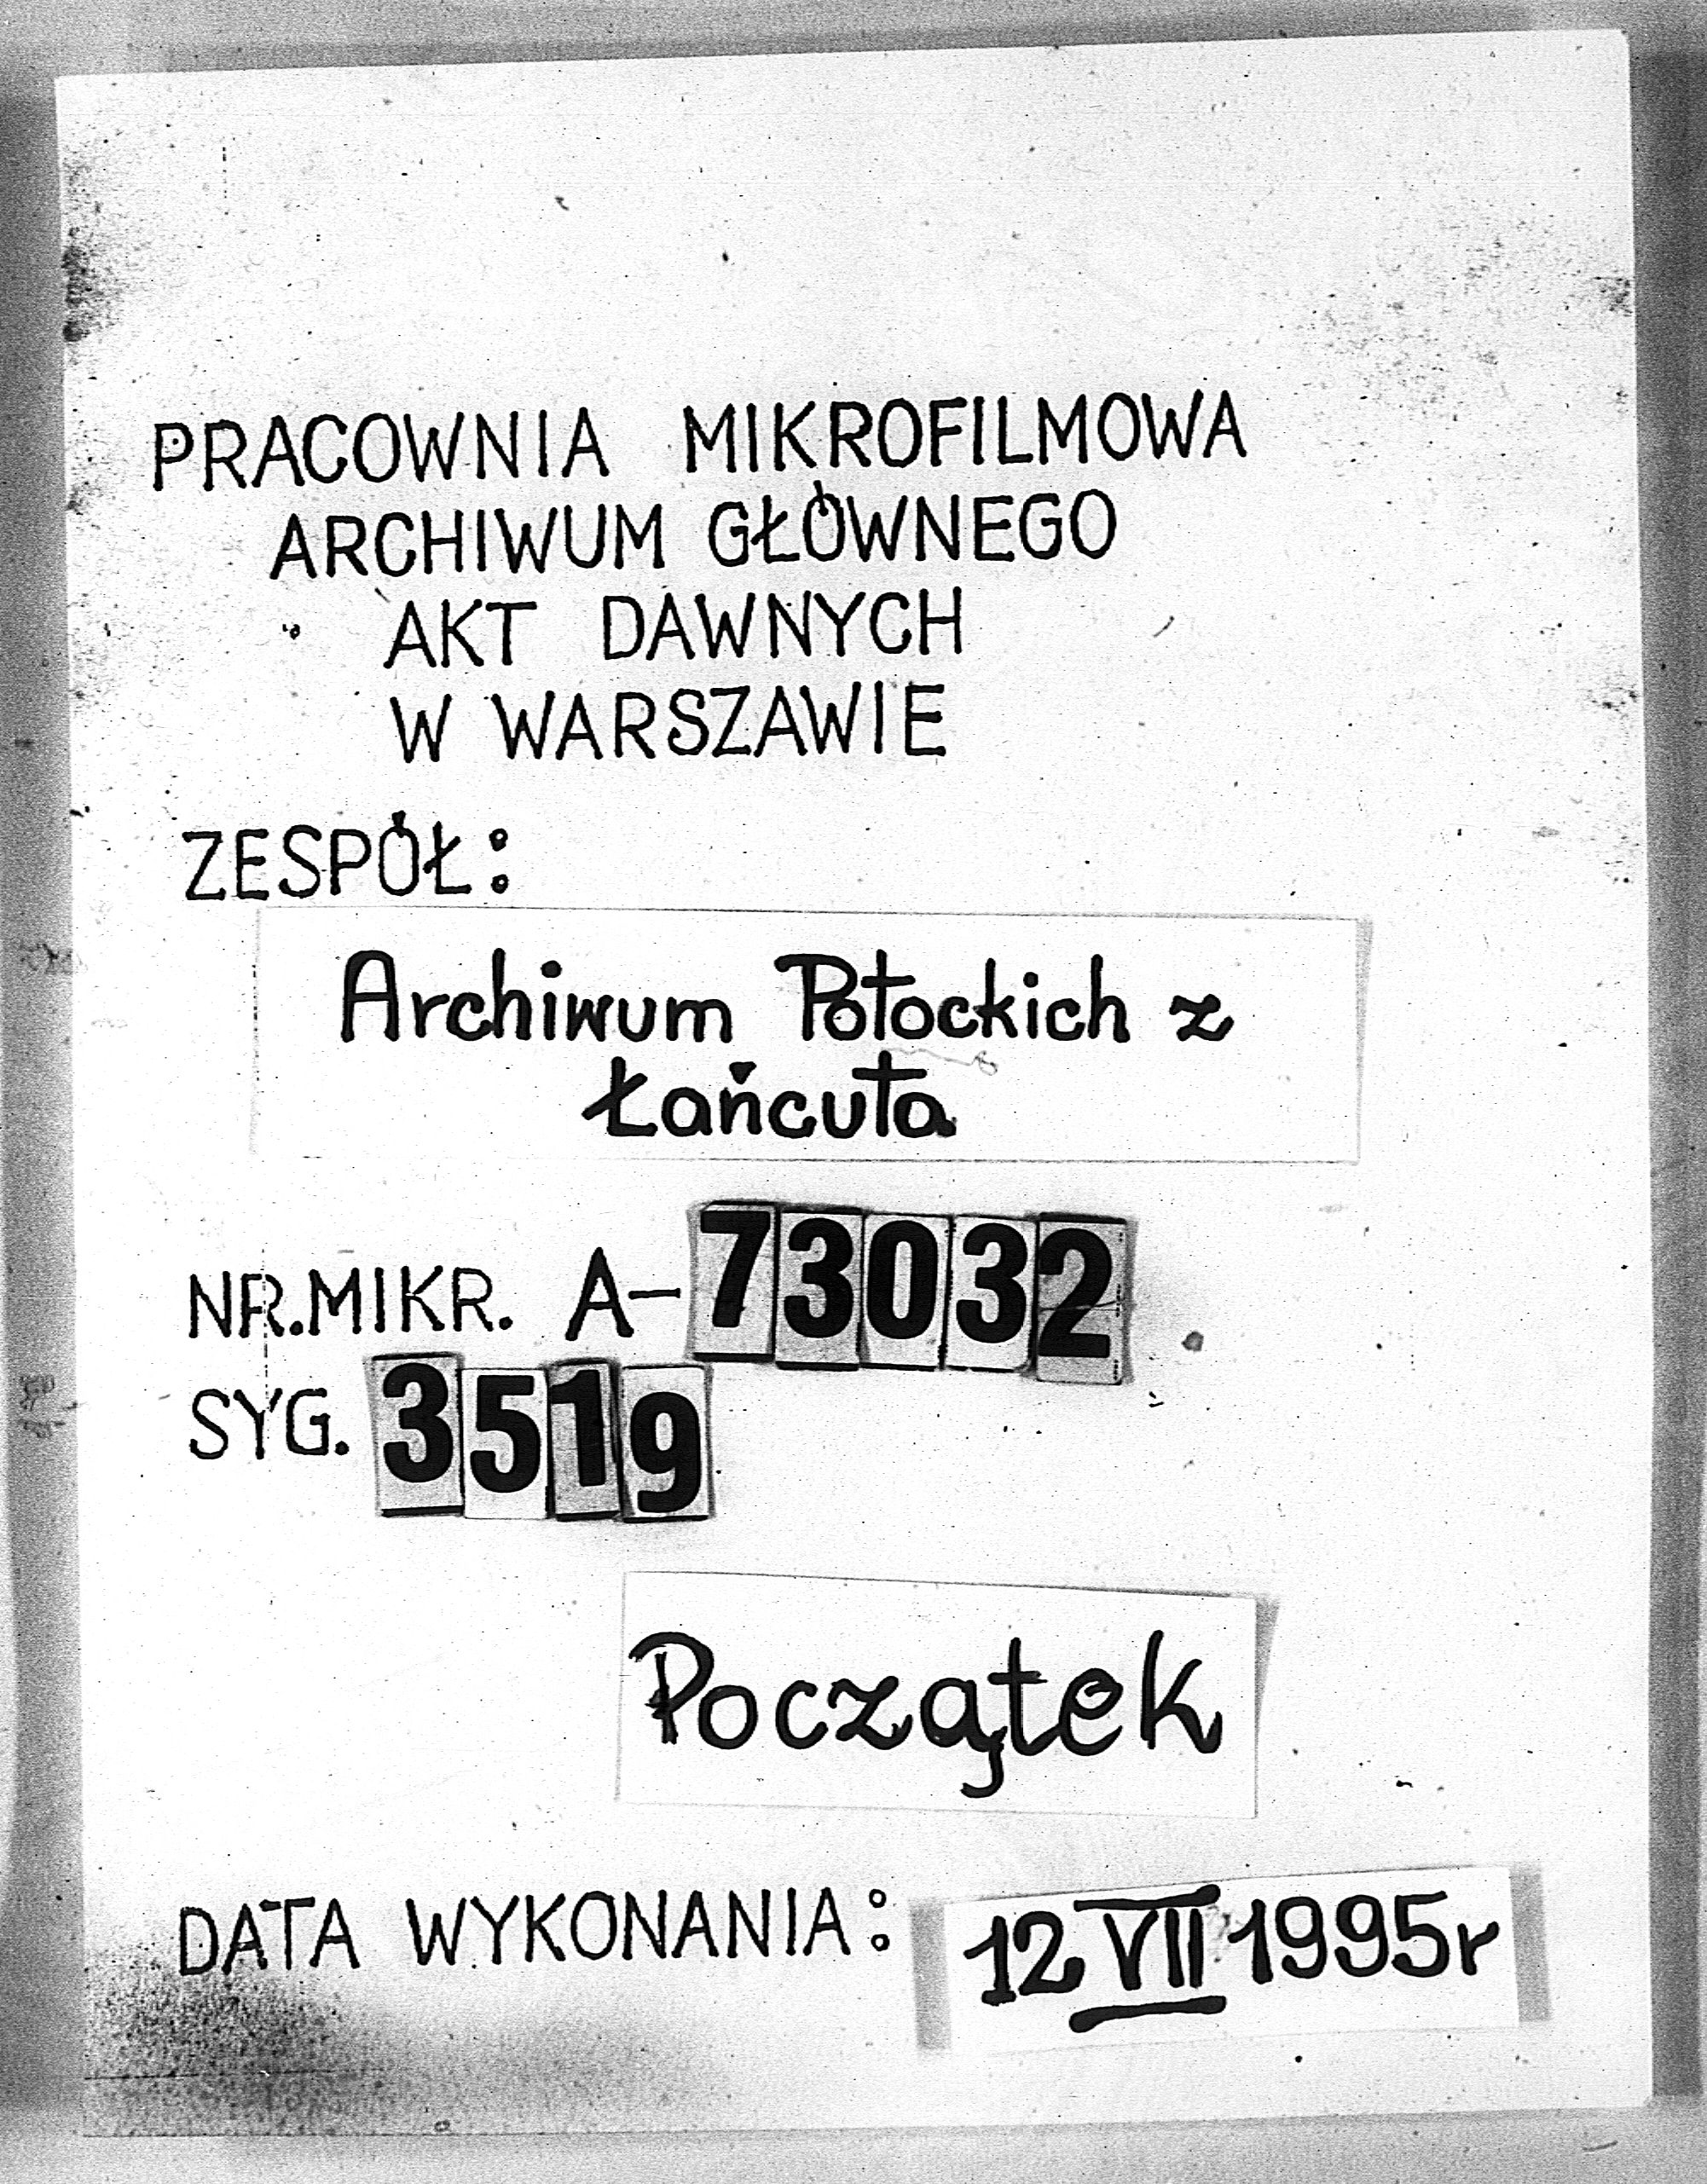 PRACOWNIA MIKROFILMOWA
ARCHIWUM GŁÓWNEGO
AKT DAWNYCH
W WARSZAWIE
ZESPÓŁ:
Archiwum Potockich z
Łańcuta
NR.MIKR. A-73032
SYG. 3519
Początek
DATA WYKONANIA: 12 VII 1995r